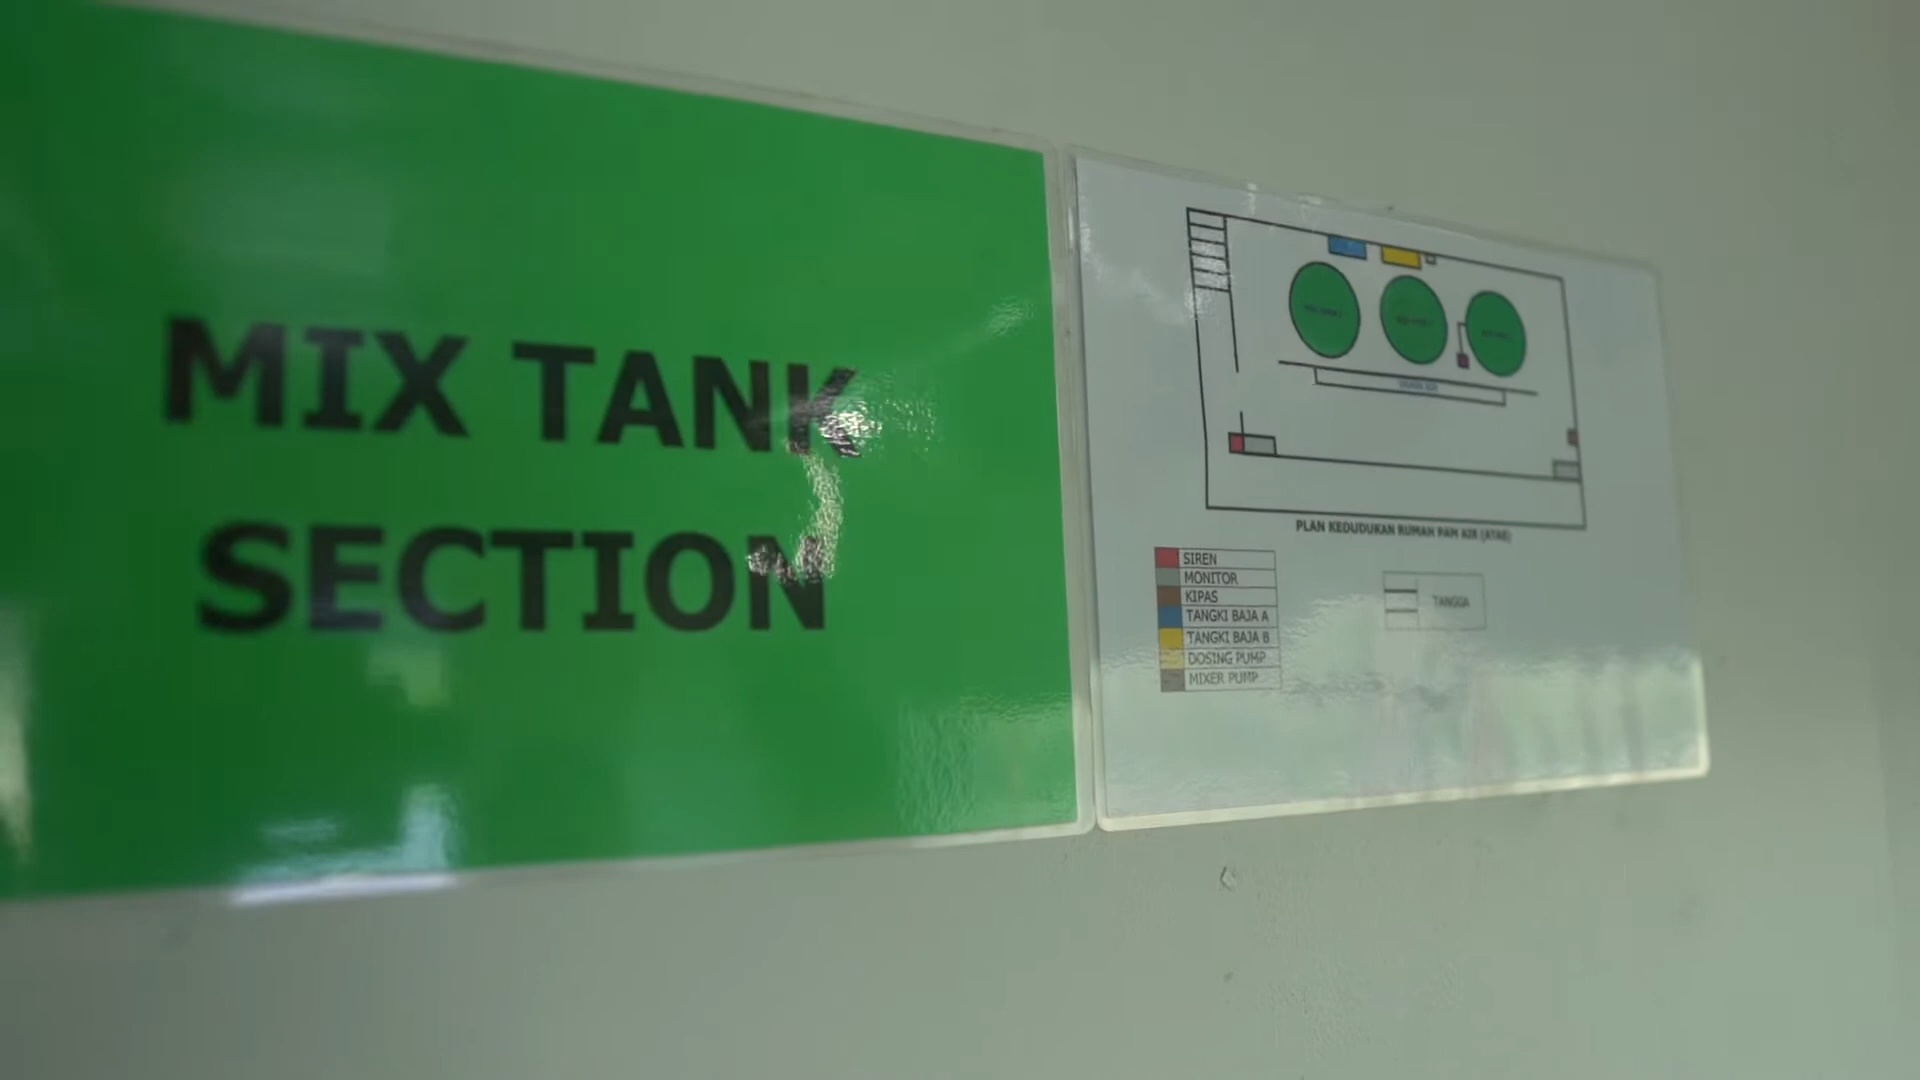 MIX TANK
SECTION
PLAN KEDUDUKAN RUMAH PAM AIR (ATAS)
SIREN
MONITOR
KIPAS
TANGKI BAJA A
TANGKI BAJA B
DOSING PUMP
MIXER PUMP
TANGGA